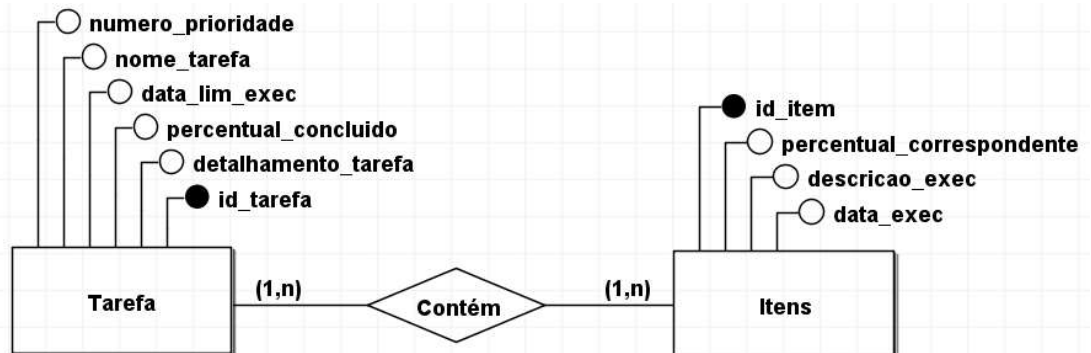 numero_prioridade
nome_tarefa
data_lim_exec
percentual_concluido
detalhamento_tarefa
id_tarefa
id_item
percentual_correspondente
descricao_exec
data_exec
Tarefa
(1,n)
Contém
(1,n)
Itens